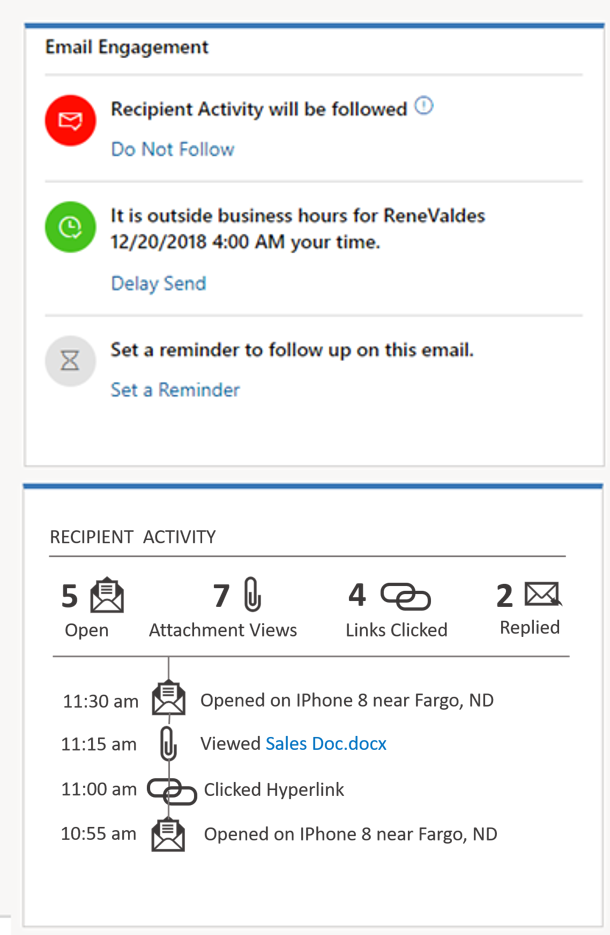 Email Engagement
Recipient Activity will be followed
Do Not Follow
It is outside business hours for ReneValdes
12/20/2018 4:00 AM your time.
Delay Send
Set a reminder to follow up on this email.
Set a Reminder
RECIPIENT ACTIVITY
5 7 4 2
Open Attachment Views Links Clicked Replied
11:30 am Opened on IPhone 8 near Fargo, ND
11:15 am Viewed Sales Doc.docx
11:00 am Clicked Hyperlink
10:55 am Opened on IPhone 8 near Fargo, ND